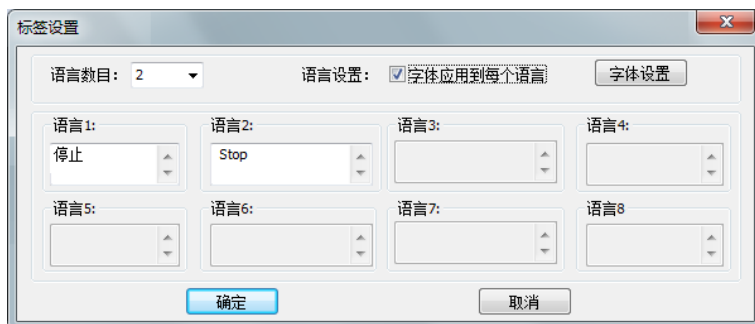 标签设置
语言数目： 2 语言设置： 字体应用到每个语言 字体设置
语言1: 语言2: 语言3: 语言4:
停止 Stop
语言5: 语言6: 语言7: 语言8
确定 取消